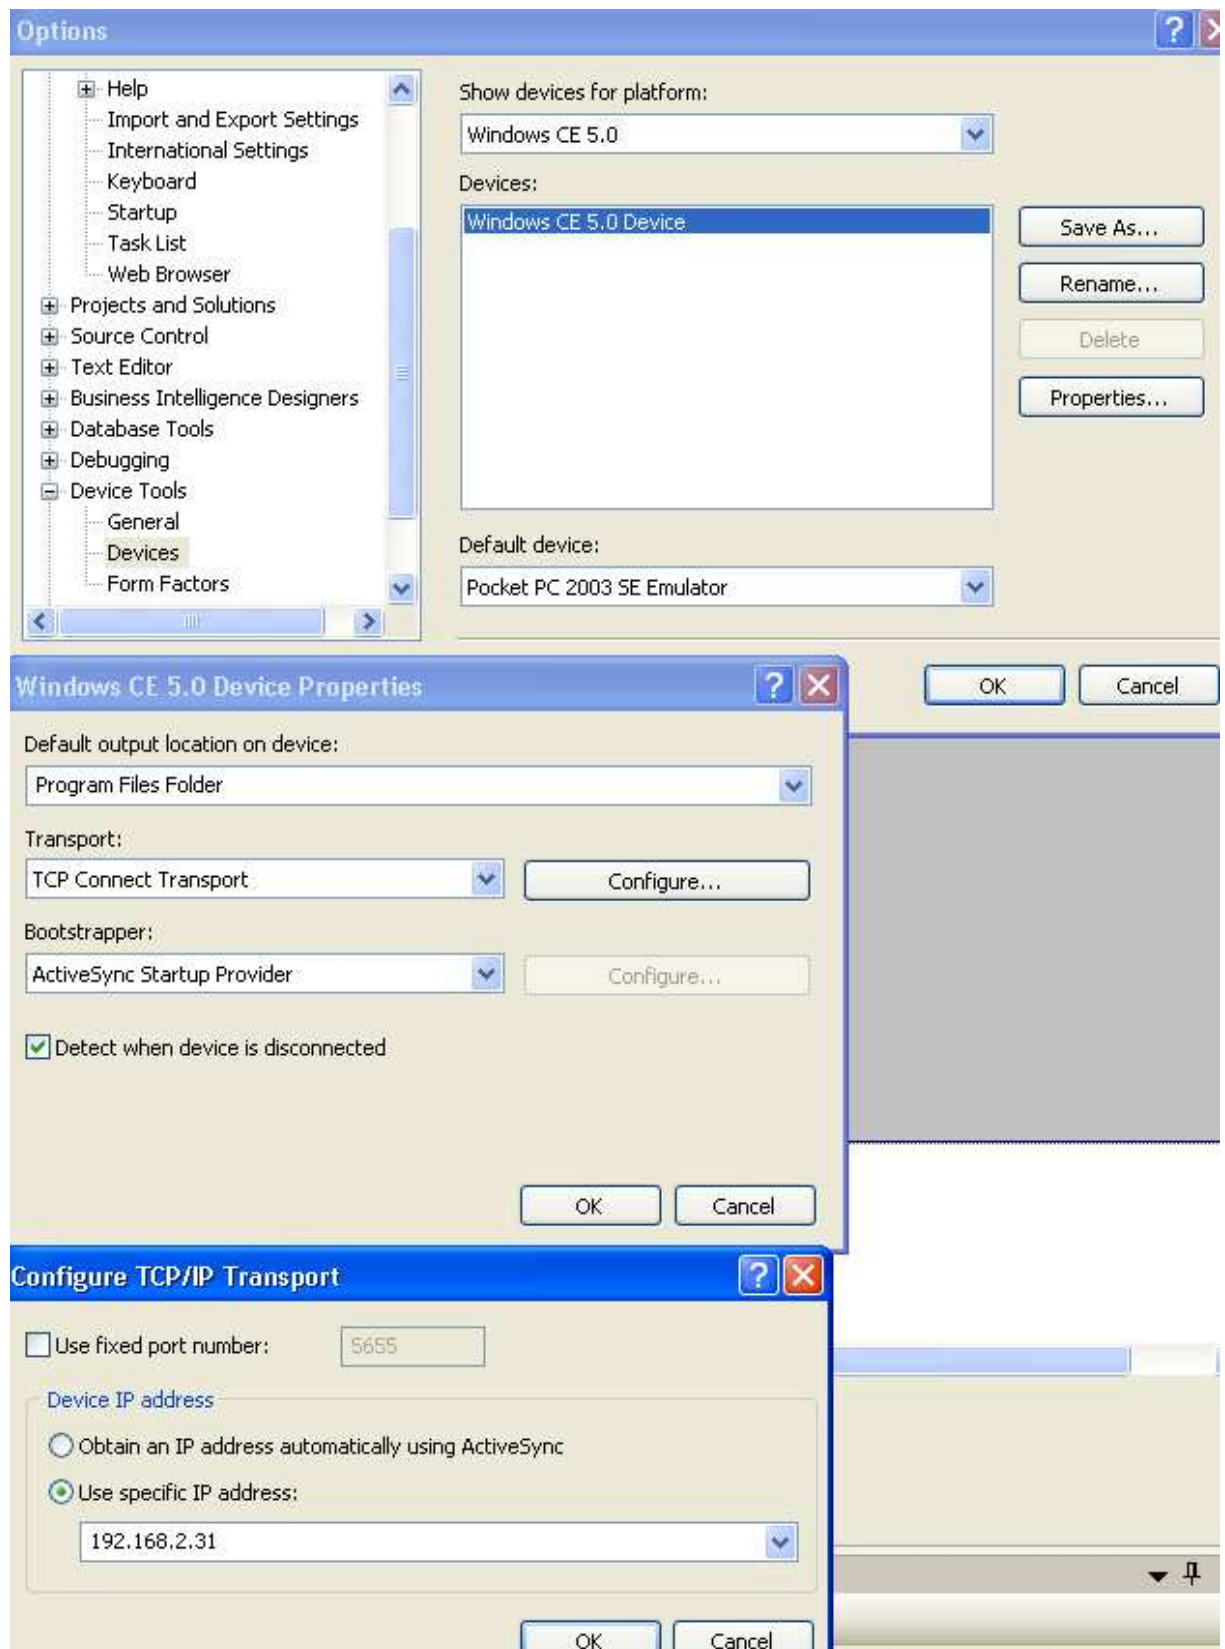 Options
Help
Import and Export Settings
International Settings
Keyboard
Startup
Task List
Web Browser
Projects and Solutions
Source Control
Text Editor
Business Intelligence Designers
Database Tools
Debugging
Device Tools
General
Devices
Form Factors
Show devices for platform:
Windows CE 5.0
Devices:
Windows CE 5.0 Device
Save As...
Rename...
Delete
Properties...
Default device:
Pocket PC 2003 SE Emulator
OK Cancel
Windows CE 5.0 Device Properties
Default output location on device:
Program Files Folder
Transport:
TCP Connect Transport Configure...
Bootstrapper:
ActiveSync Startup Provider Configure...
Detect when device is disconnected
OK Cancel
Configure TCP/IP Transport
Use fixed port number: 5655
Device IP address
Obtain an IP address automatically using ActiveSync
Use specific IP address:
192.168.2.31
OK Cancel